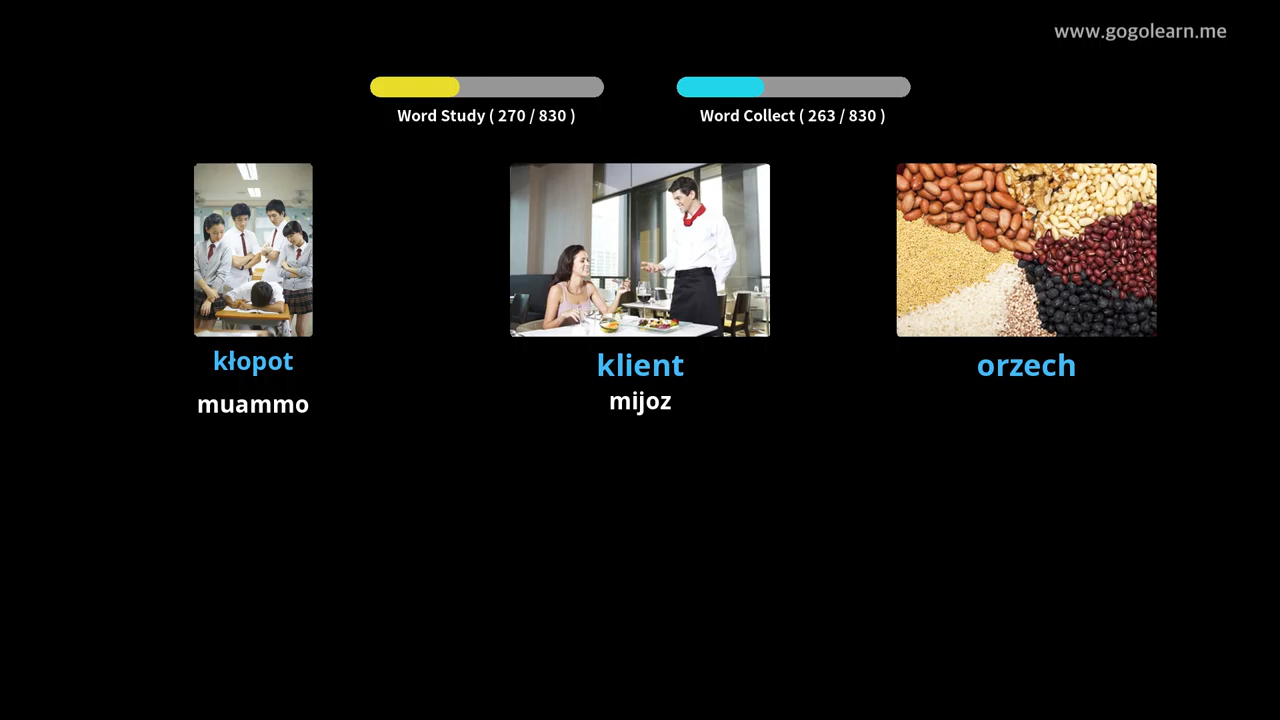 www.gogolearn.me
Word Study ( 270 / 830 )
Word Collect ( 263 / 830 )
kłopot
muammo
klient
mijoz
orzech